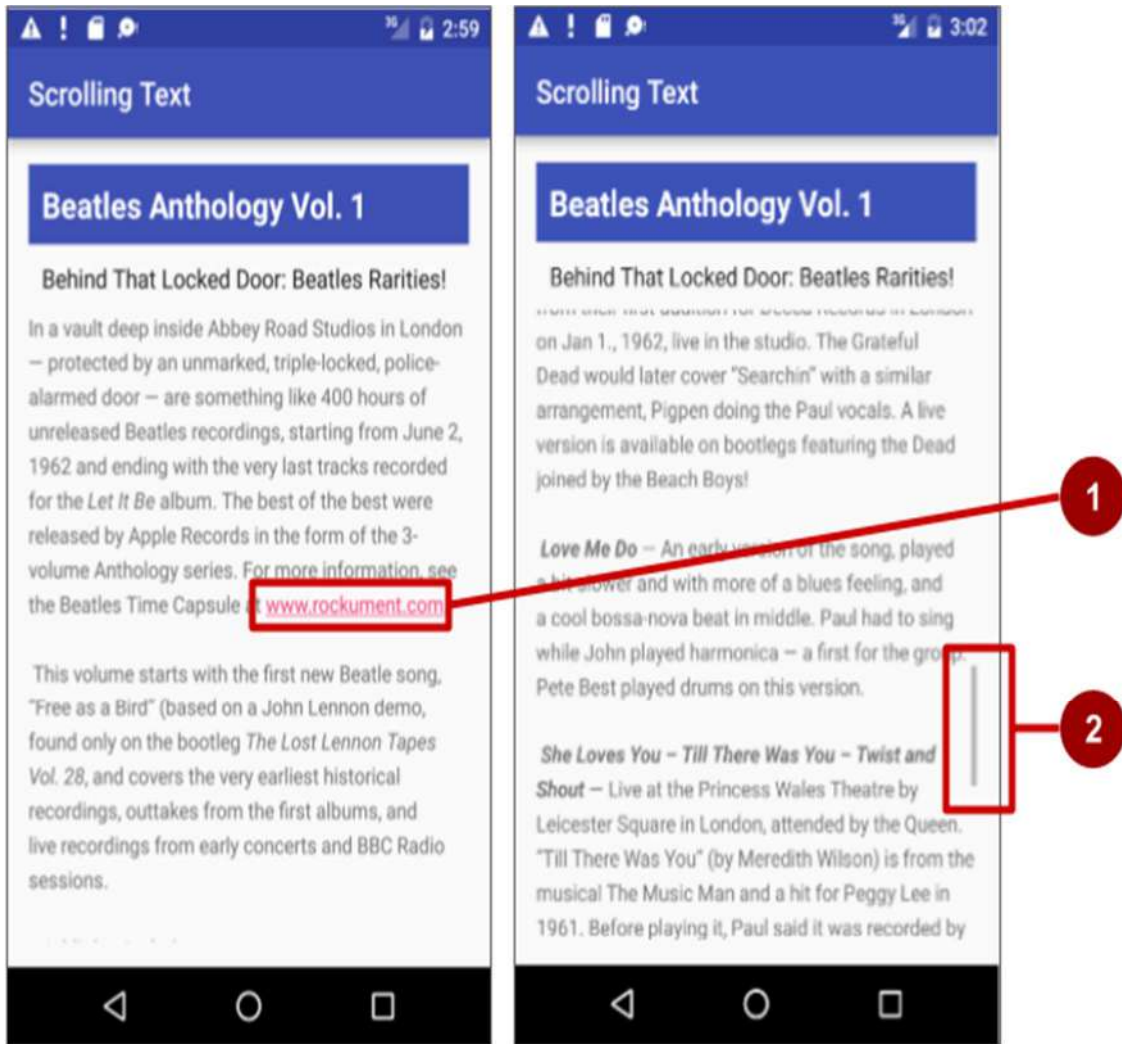 3G 2:59
Scrolling Text
Beatles Anthology Vol. 1
Behind That Locked Door: Beatles Rarities!
In a vault deep inside Abbey Road Studios in London
— protected by an unmarked, triple-locked, police-
alarmed door — are something like 400 hours of
unreleased Beatles recordings, starting from June 2,
1962 and ending with the very last tracks recorded
for the Let It Be album. The best of the best were
released by Apple Records in the form of the 3-
volume Anthology series. For more information, see
the Beatles Time Capsule at www.rockument.com
This volume starts with the first new Beatle song,
"Free as a Bird" (based on a John Lennon demo,
found only on the bootleg The Lost Lennon Tapes
Vol. 28, and covers the very earliest historical
recordings, outtakes from the first albums, and
live recordings from early concerts and BBC Radio
sessions.
3G 3:02
Scrolling Text
Beatles Anthology Vol. 1
Behind That Locked Door: Beatles Rarities!
on Jan 1., 1962, live in the studio. The Grateful
Dead would later cover "Searchin" with a similar
arrangement, Pigpen doing the Paul vocals. A live
version is available on bootlegs featuring the Dead
joined by the Beach Boys!
Love Me Do — An early version of the song, played
a bit slower and with more of a blues feeling, and
a cool bossa-nova beat in middle. Paul had to sing
while John played harmonica — a first for the group.
Pete Best played drums on this version.
She Loves You – Till There Was You – Twist and
Shout — Live at the Princess Wales Theatre by
Leicester Square in London, attended by the Queen.
"Till There Was You" (by Meredith Wilson) is from the
musical The Music Man and a hit for Peggy Lee in
1961. Before playing it, Paul said it was recorded by
1
2